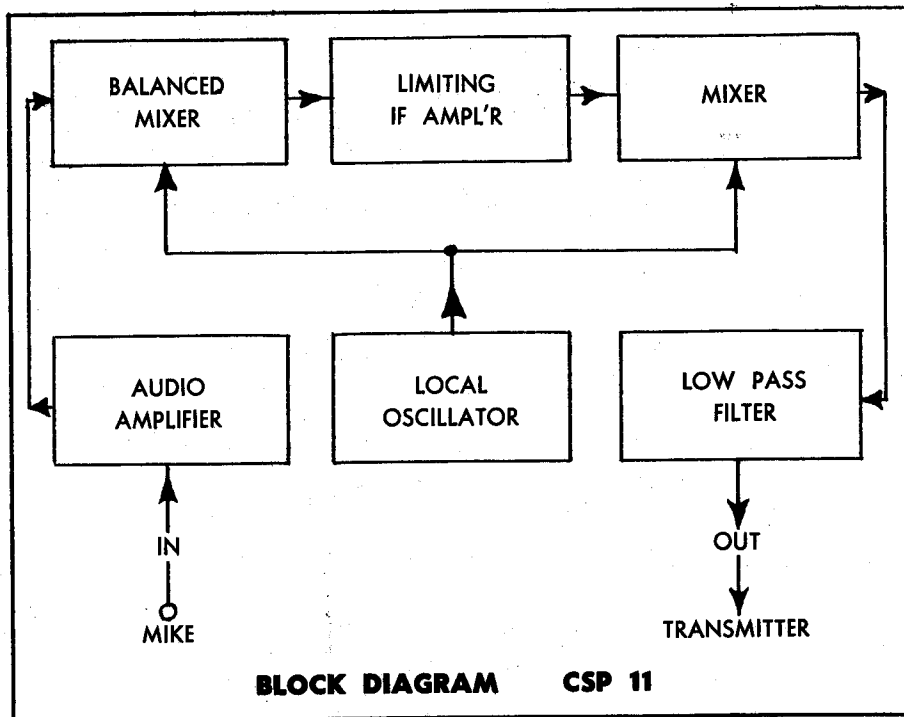 BALANCED
MIXER
LIMITING
IF AMPL'R
MIXER
AUDIO
AMPLIFIER
LOCAL
OSCILLATOR
LOW PASS
FILTER
IN
OUT
MIKE
TRANSMITTER
BLOCK DIAGRAM CSP 11